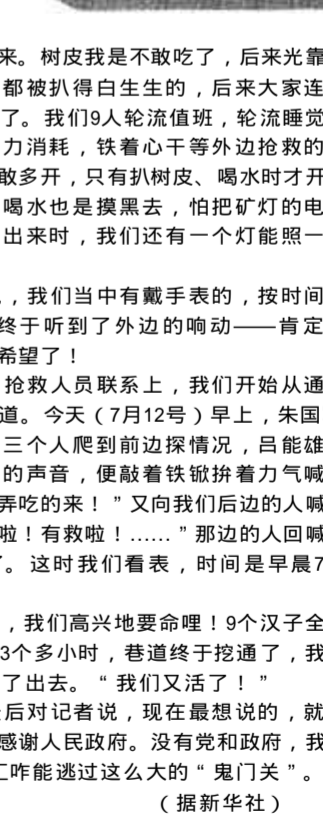 来。树皮我是不敢吃了，后来光靠
都被扒得白生生的，后来大家连
了。我们9人轮流值班，轮流睡觉
力消耗，铁着心干等外边抢救的
敢多开，只有扒树皮、喝水时才开
喝水也是摸黑去，怕把矿灯的电
出来时，我们还有一个灯能照一
，我们当中有戴手表的，按时间
终于听到了外边的响动——肯定
希望了！
抢救人员联系上，我们开始从通
道。今天（7月12号）早上，朱国
三个人爬到前边探情况，吕能雄
的声音，便敲着铁锨拚着力气喊
弄吃的来！”又向我们后边的人喊
啦！有救啦！……”那边的人回喊
。这时我们看表，时间是早晨7
，我们高兴地要命哩！9个汉子全
3个多小时，巷道终于挖通了，我
了出去。“我们又活了！”
后对记者说，现在最想说的，就
感谢人民政府。没有党和政府，我
工咋能逃过这么大的“鬼门关”。
（据新华社）